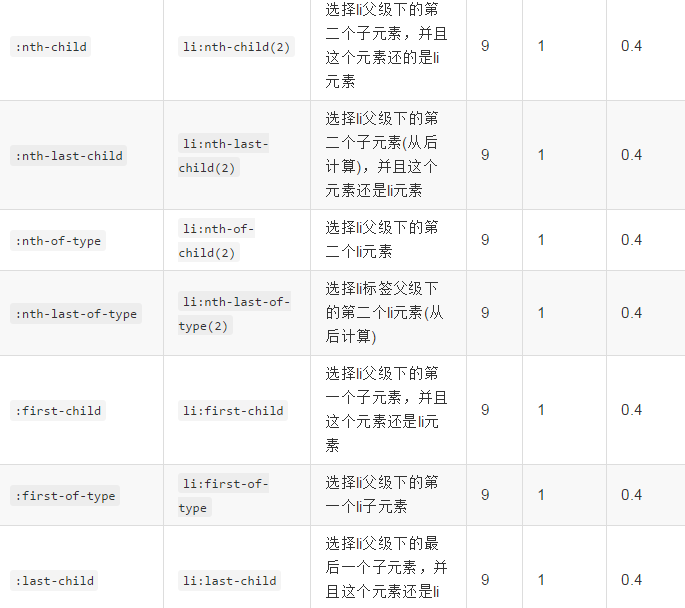 选择li父级下的第
二个子元素，并且
:nth-child li:nth-child(2) 这个元素还的是li 9 1 0.4
元素
选择li父级下的第
li:nth-last- 二个子元素(从后
:nth-last-child child(2) 计算)，并且这个 9 1 0.4
元素还是li元素
li:nth-of- 选择li父级下的第
:nth-of-type child(2) 二个li元素 9 1 0.4
选择li标签父级下
li:nth-last-of- 的第二个li元素(从
:nth-last-of-type type(2) 后计算) 9 1 0.4
选择li父级下的第
一个子元素，并且
:first-child li:first-child 这个元素还是li元 9 1 0.4
素
li:first-of- 选择li父级下的第
:first-of-type type 一个li子元素 9 1 0.4
选择li父级下的最
后一个子元素，并
:last-child li:last-child 且这个元素还是li 9 1 0.4